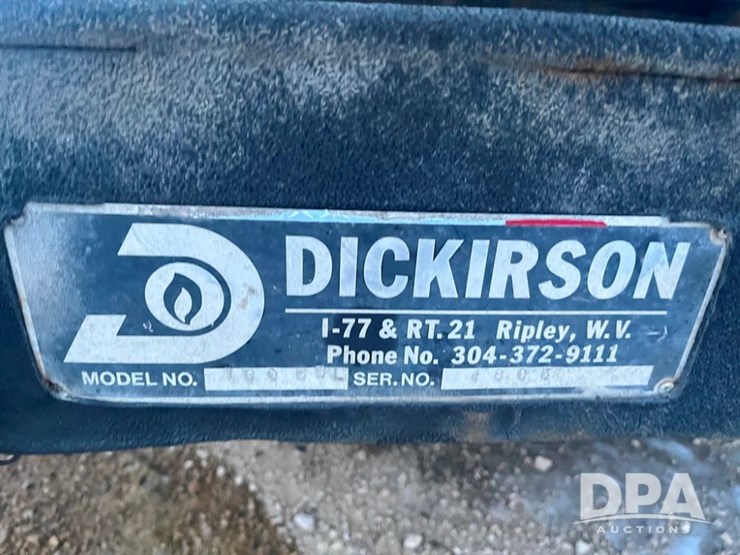 DICKIRSON
I-77 & RT. 21 Ripley, W.V.
Phone No. 304-372-9111
MODEL NO. SER. NO.
DPA
AUCTIONS